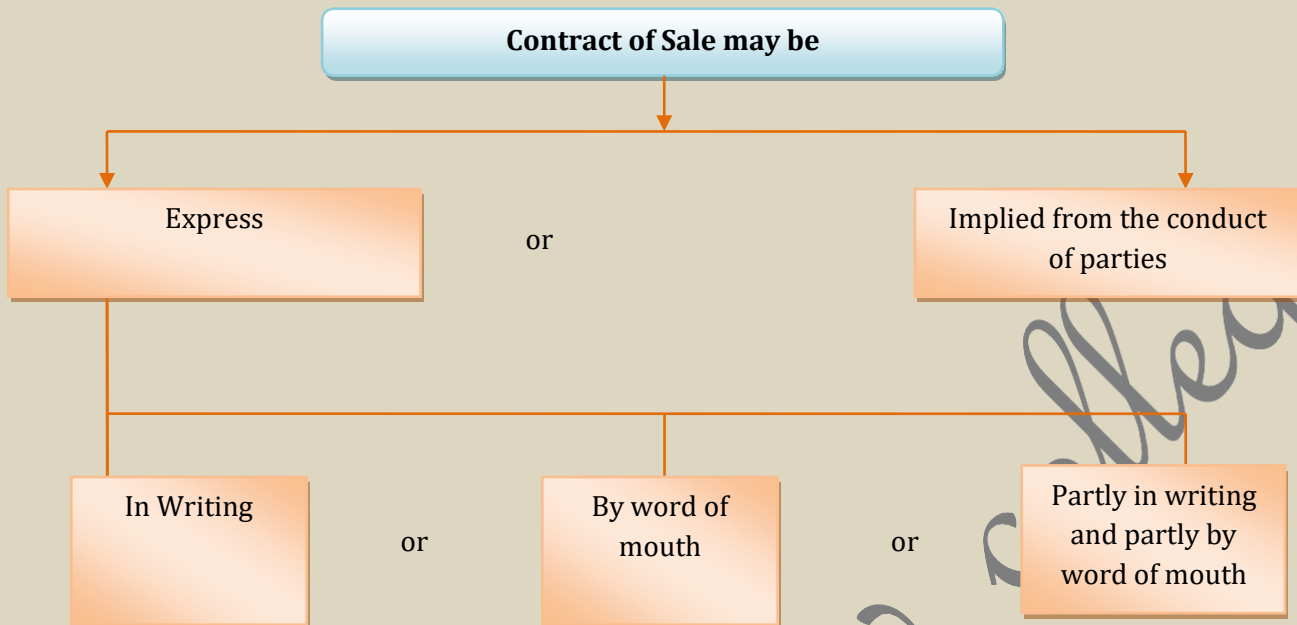 Contract of Sale may be
Express
or
Implied from the conduct
of parties
In Writing
or
By word of
mouth
or
Partly in writing
and partly by
word of mouth